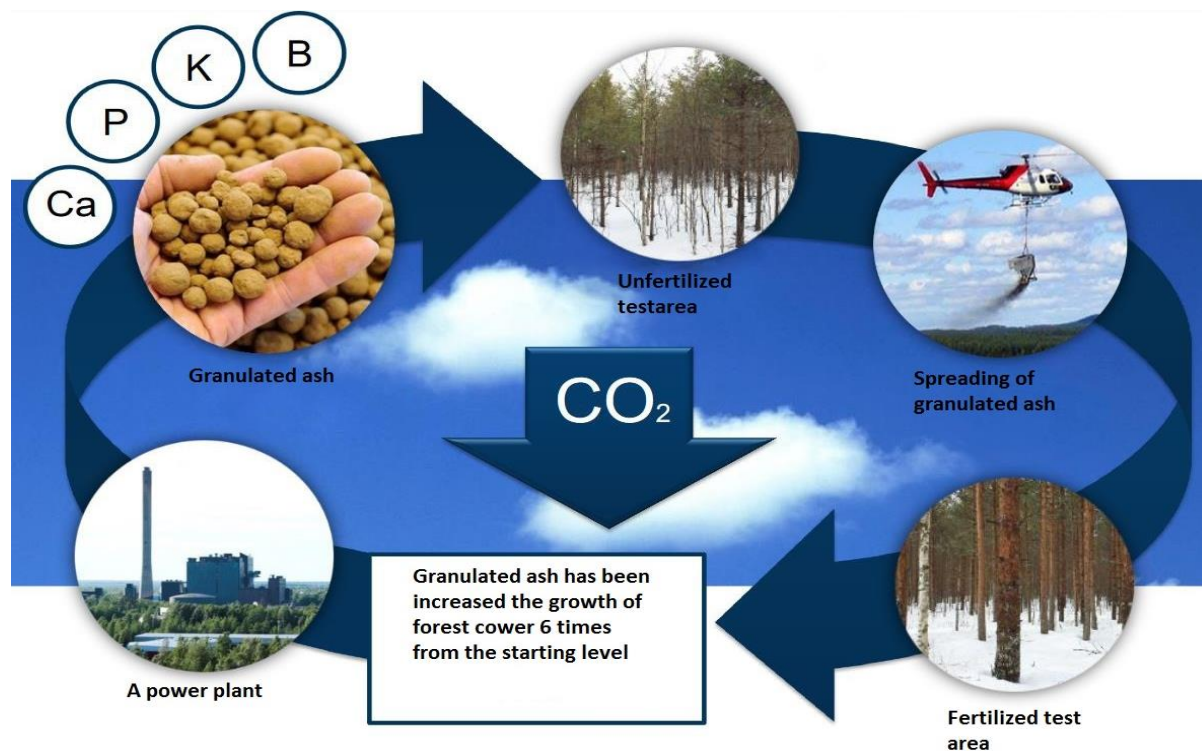 B
K
P
Ca
Granulated ash
Unfertilized
testarea
Spreading of
granulated ash
CO₂
Granulated ash has been
increased the growth of
forest cower 6 times
from the starting level
A power plant
Fertilized test
area